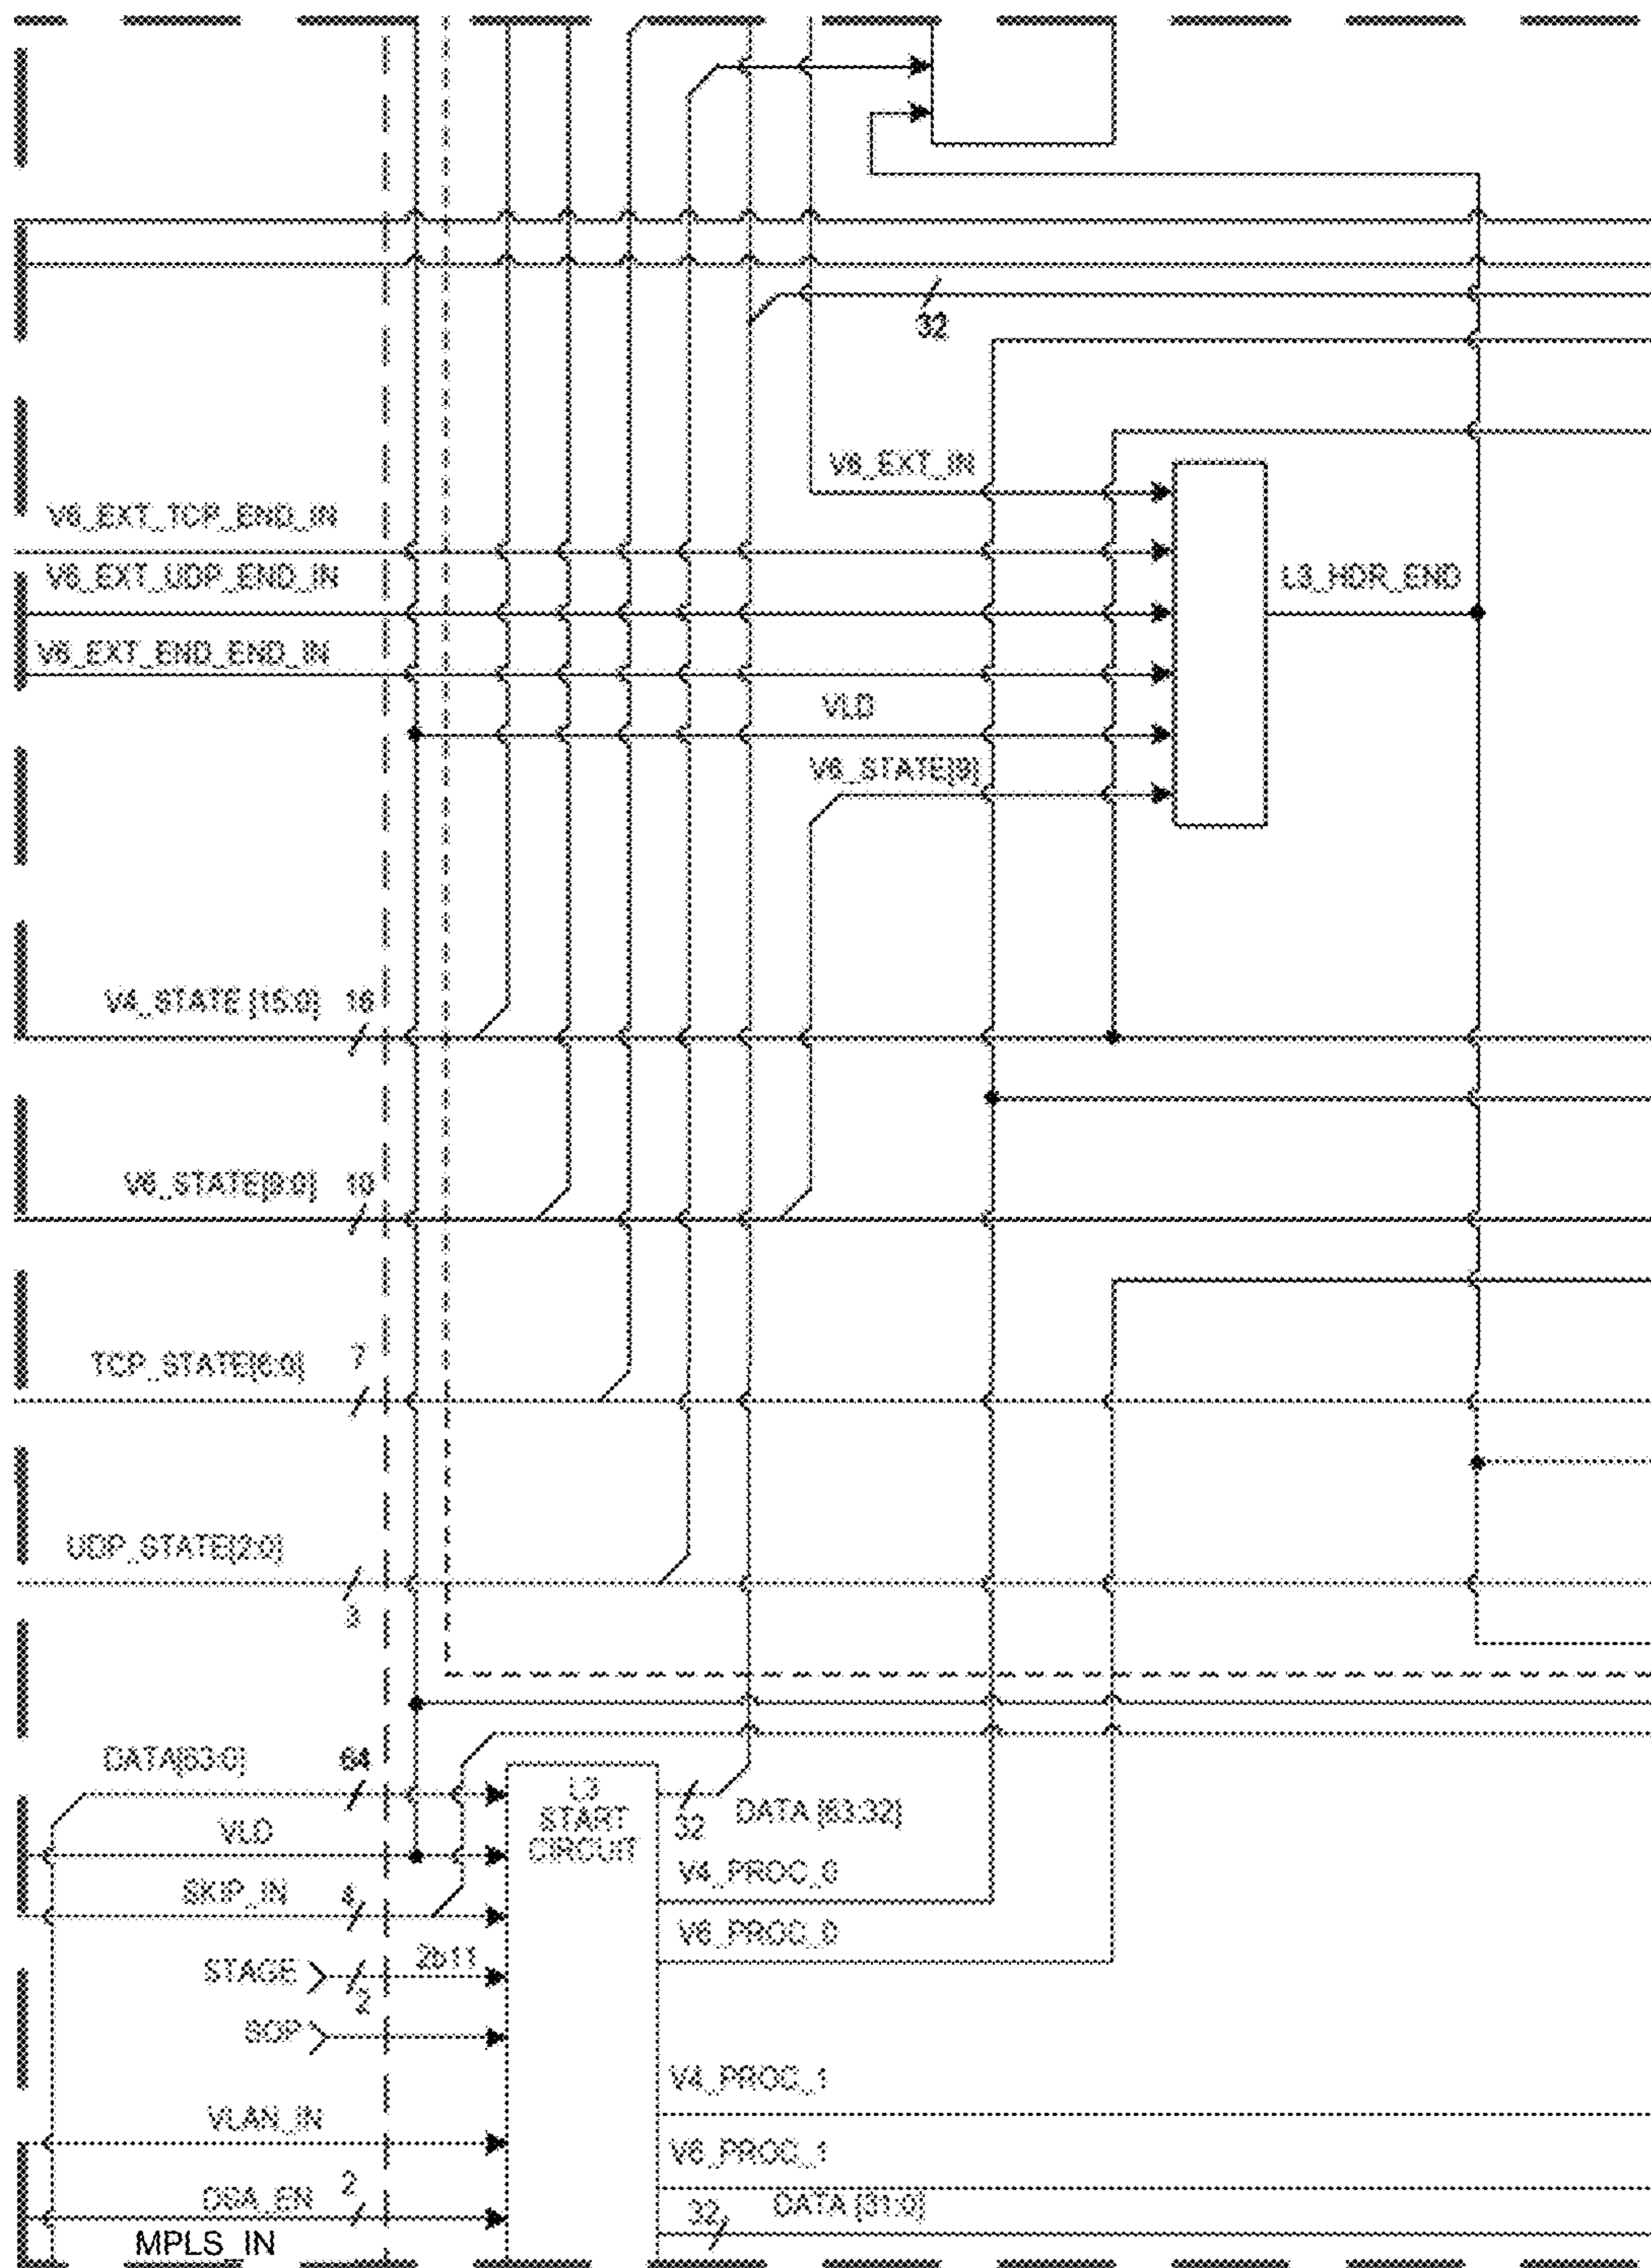 32
V6_EXT_IN
V6_EXT_TCP_END_IN
V6_EXT_UDP_END_IN
L3_HDR_END
V6_EXT_END_END_IN
VLD
V6_STATE[9]
V4_STATE [15:0] 16
V6_STATE[9:0] 10
TCP_STATE[6:0] 7
UDP_STATE[2:0]
3
DATA[63:0] 64
L3
START
CIRCUIT
32 DATA [63:32]
VLD
V4_PROC_0
SKIP_IN 4
V6_PROC_0
STAGE 2b11
2
SOP
V4_PROC_1
VLAN_IN
V6_PROC_1
DSA_EN 2
32 DATA [31:0]
MPLS_IN